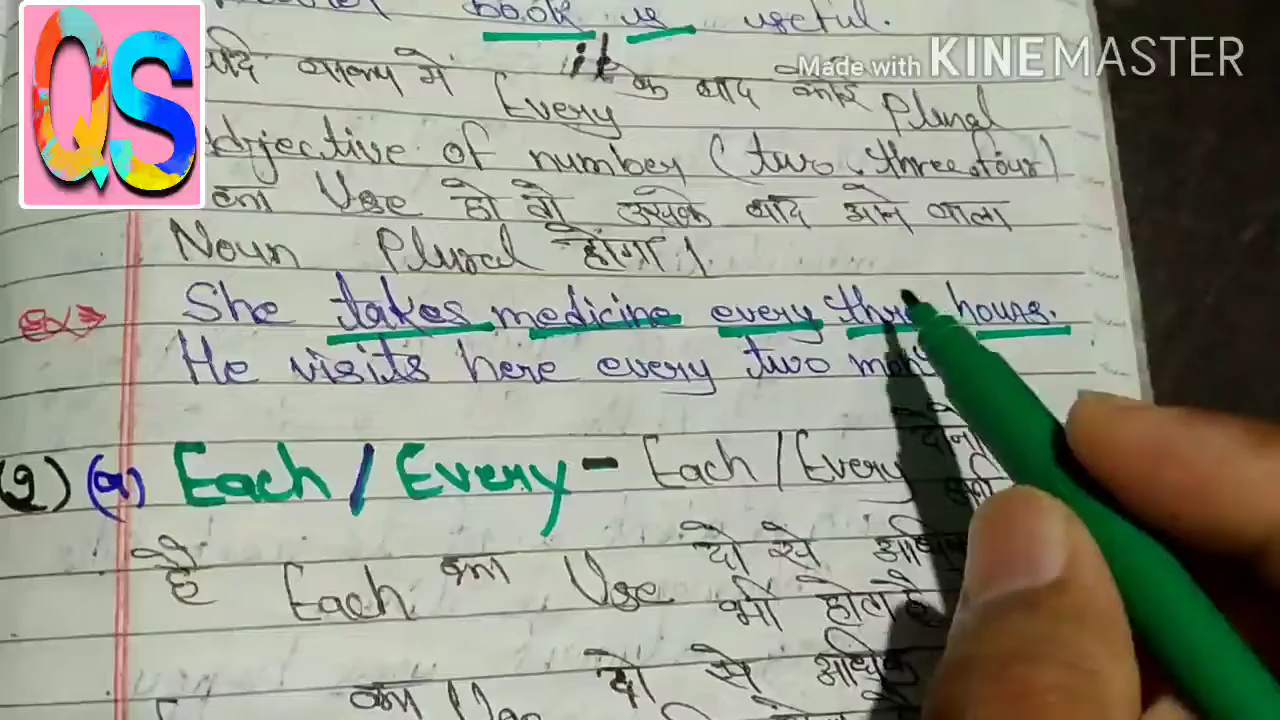 book is useful.
QS
Made with KINEMASTER
यदि वाक्य में Every के बाद कोई Plural
Adjective of number (two, three, four)
का Use हो तो उसके बाद आने वाला
Noun Plural होगा।
Ex⇒ She takes medicine every three hours.
He visits here every two
(2) (a) Each / Every - Each / Every दोनों
है Each का Use दो से अधिक
भी होता है
का Use दो से अधिक